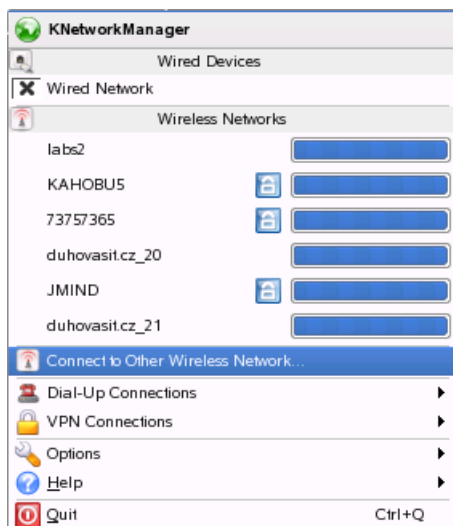 KNetworkManager
Wired Devices
Wired Network
Wireless Networks
labs2
KAHOBU5
73757365
duhovasit.cz_20
JMIND
duhovasit.cz_21
Connect to Other Wireless Network...
Dial-Up Connections
VPN Connections
Options
Help
Quit Ctrl+Q